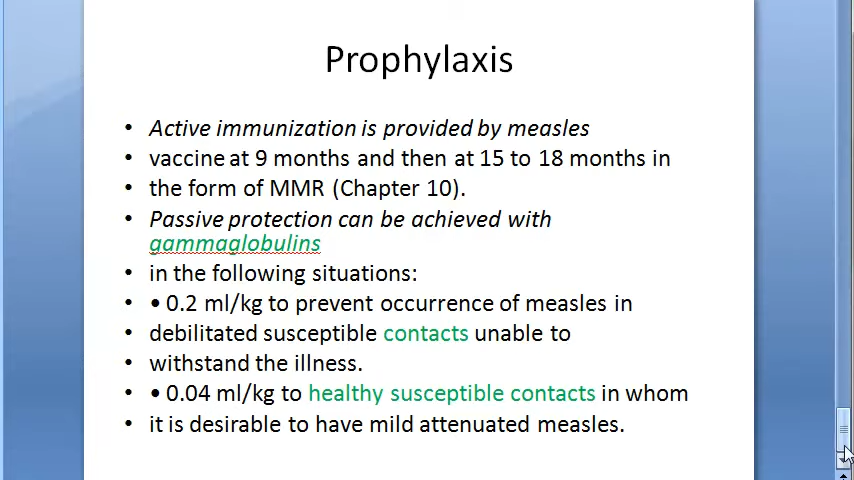 Prophylaxis
• Active immunization is provided by measles
• vaccine at 9 months and then at 15 to 18 months in
• the form of MMR (Chapter 10).
• Passive protection can be achieved with
gammaglobulins
• in the following situations:
• • 0.2 ml/kg to prevent occurrence of measles in
• debilitated susceptible contacts unable to
• withstand the illness.
• • 0.04 ml/kg to healthy susceptible contacts in whom
• it is desirable to have mild attenuated measles.